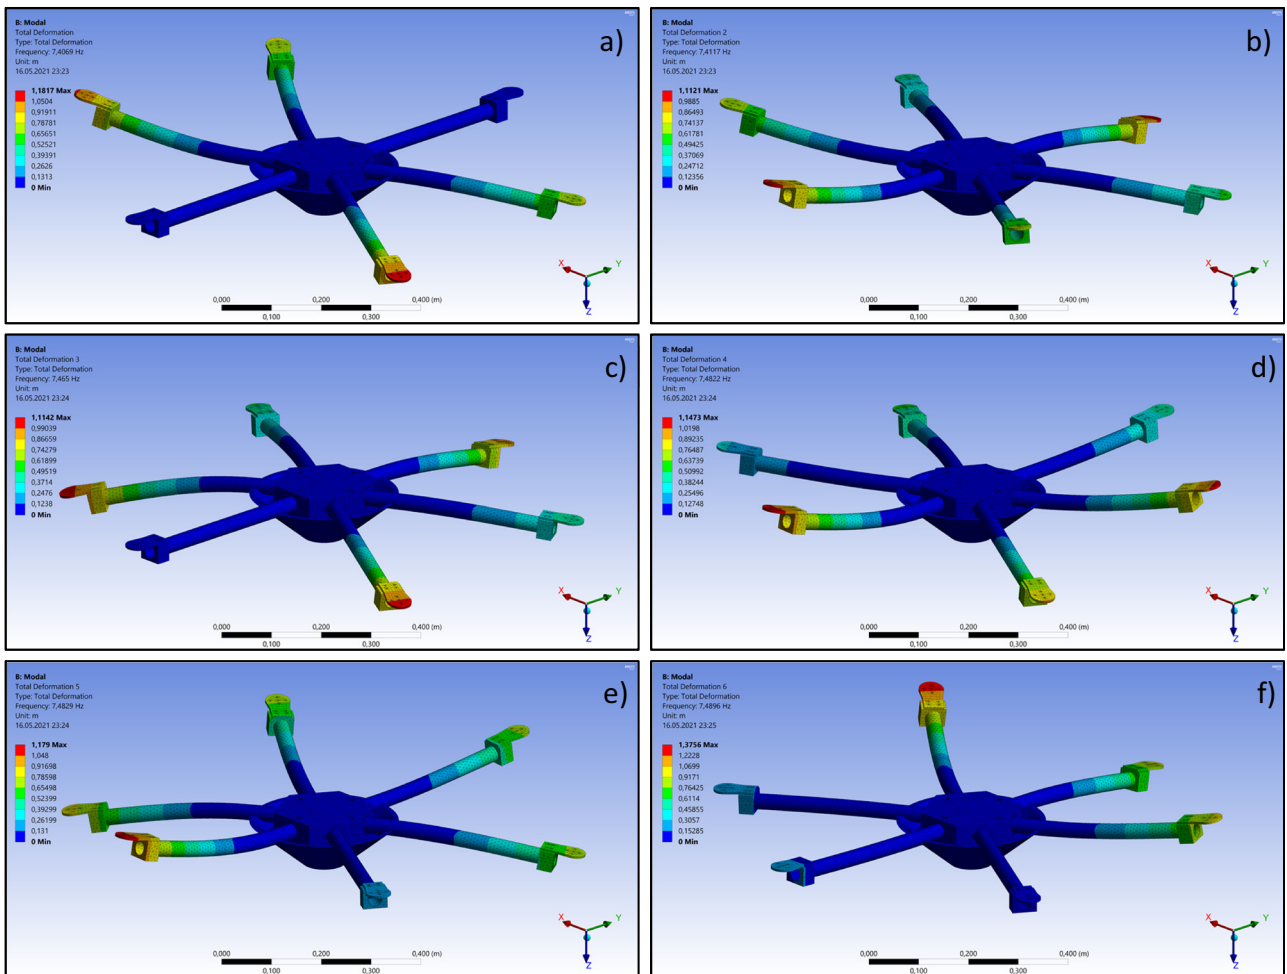 B: Modal
Total Deformation
Type: Total Deformation
Frequency: 7,4069 Hz
Unit: m
16.05.2021 23:23
1,1817 Max
1,0504
0,91911
0,78781
0,65651
0,52521
0,39391
0,2626
0,1313
0 Min
a)
0,000 0,200 0,400 (m)
0,100 0,300
X Y
Z
B: Modal
Total Deformation 2
Type: Total Deformation
Frequency: 7,4117 Hz
Unit: m
16.05.2021 23:23
1,1121 Max
0,9885
0,86493
0,74137
0,61781
0,49425
0,37069
0,24712
0,12356
0 Min
b)
0,000 0,200 0,400 (m)
0,100 0,300
X Y
Z
B: Modal
Total Deformation 3
Type: Total Deformation
Frequency: 7,465 Hz
Unit: m
16.05.2021 23:24
1,1142 Max
0,99039
0,86659
0,74279
0,61899
0,49519
0,3714
0,2476
0,1238
0 Min
c)
0,000 0,200 0,400 (m)
0,100 0,300
X Y
Z
B: Modal
Total Deformation 4
Type: Total Deformation
Frequency: 7,4822 Hz
Unit: m
16.05.2021 23:24
1,1473 Max
1,0198
0,89235
0,76487
0,63739
0,50992
0,38244
0,25496
0,12748
0 Min
d)
0,000 0,200 0,400 (m)
0,100 0,300
X Y
Z
B: Modal
Total Deformation 5
Type: Total Deformation
Frequency: 7,4829 Hz
Unit: m
16.05.2021 23:24
1,179 Max
1,048
0,91698
0,78598
0,65498
0,52399
0,39299
0,26199
0,131
0 Min
e)
0,000 0,200 0,400 (m)
0,100 0,300
X Y
Z
B: Modal
Total Deformation 6
Type: Total Deformation
Frequency: 7,4896 Hz
Unit: m
16.05.2021 23:25
1,3756 Max
1,2228
1,0699
0,9171
0,76425
0,6114
0,45855
0,3057
0,15285
0 Min
f)
0,000 0,200 0,400 (m)
0,100 0,300
X Y
Z